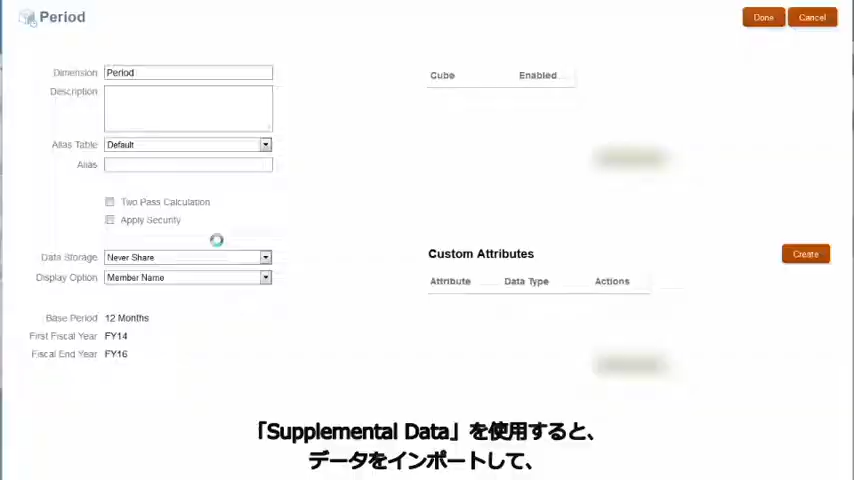 Period
Done
Cancel
Dimension Period
Description
Alias Table Default
Alias
Two Pass Calculation
Apply Security
Data Storage Never Share
Display Option Member Name
Base Period 12 Months
First Fiscal Year FY14
Fiscal End Year FY16
Cube Enabled
Custom Attributes
Create
Attribute Data Type Actions
「Supplemental Data」を使用すると、
データをインポートして、